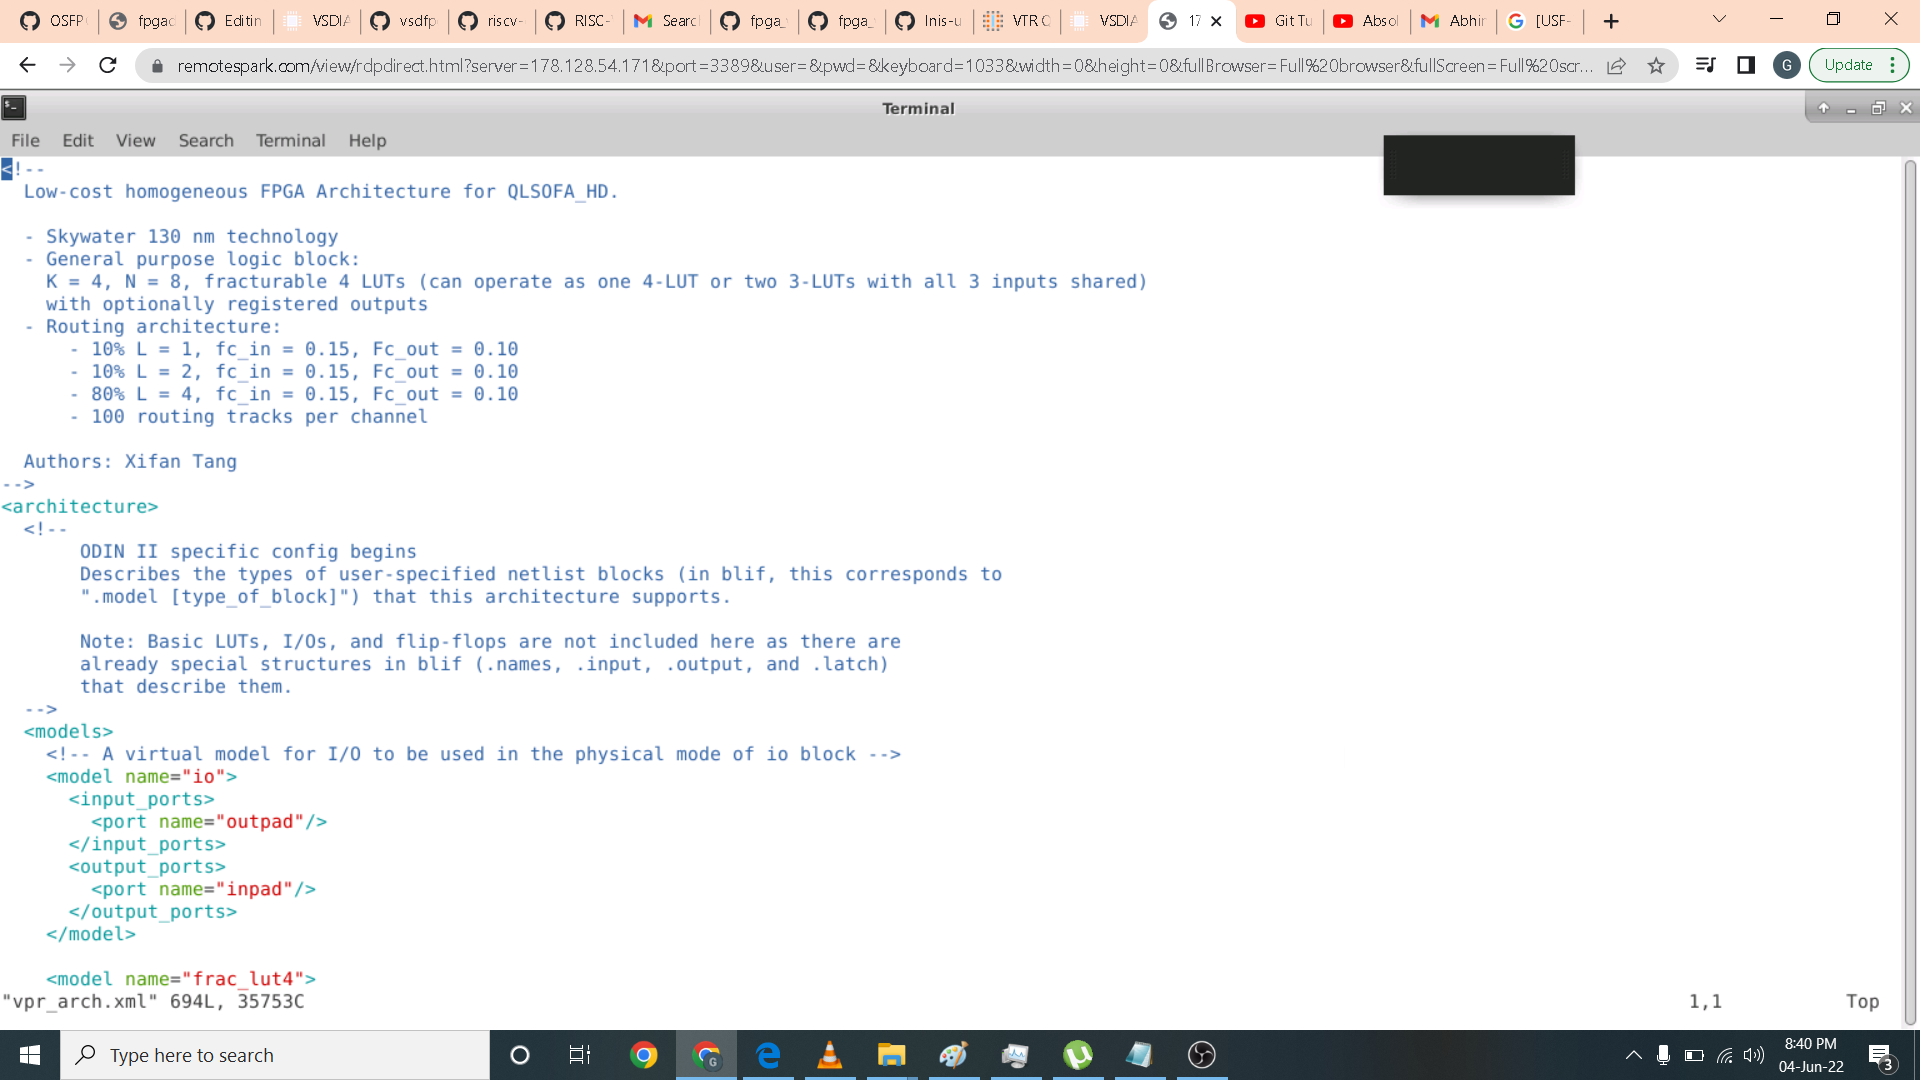 OSFP
fpgac
Editin
VSDIA
vsdfp
riscv-
RISC-
Searc
fpga_
fpga_
lnis-u
VTR C
VSDIA
17
Git Tu
Abso
Abhir
[USF-
remotespark.com/view/rdpdirect.html?server=178.128.54.171&port=3389&user=&pwd=&keyboard=1033&width=0&height=0&fullBrowser=Full%20browser&fullScreen=Full%20scr...
G
Update
Terminal
File Edit View Search Terminal Help
<!--
Low-cost homogeneous FPGA Architecture for QLSOFA_HD.
- Skywater 130 nm technology
- General purpose logic block:
K = 4, N = 8, fracturable 4 LUTs (can operate as one 4-LUT or two 3-LUTs with all 3 inputs shared)
with optionally registered outputs
- Routing architecture:
- 10% L = 1, fc_in = 0.15, Fc_out = 0.10
- 10% L = 2, fc_in = 0.15, Fc_out = 0.10
- 80% L = 4, fc_in = 0.15, Fc_out = 0.10
- 100 routing tracks per channel
Authors: Xifan Tang
-->
<architecture>
<!--
ODIN II specific config begins
Describes the types of user-specified netlist blocks (in blif, this corresponds to
".model [type_of_block]") that this architecture supports.
Note: Basic LUTs, I/Os, and flip-flops are not included here as there are
already special structures in blif (.names, .input, .output, and .latch)
that describe them.
-->
<models>
<!-- A virtual model for I/O to be used in the physical mode of io block -->
<model name="io">
<input_ports>
<port name="outpad"/>
</input_ports>
<output_ports>
<port name="inpad"/>
</output_ports>
</model>
<model name="frac_lut4">
"vpr_arch.xml" 694L, 35753C 1,1 Top
Type here to search
G
8:40 PM
04-Jun-22
3